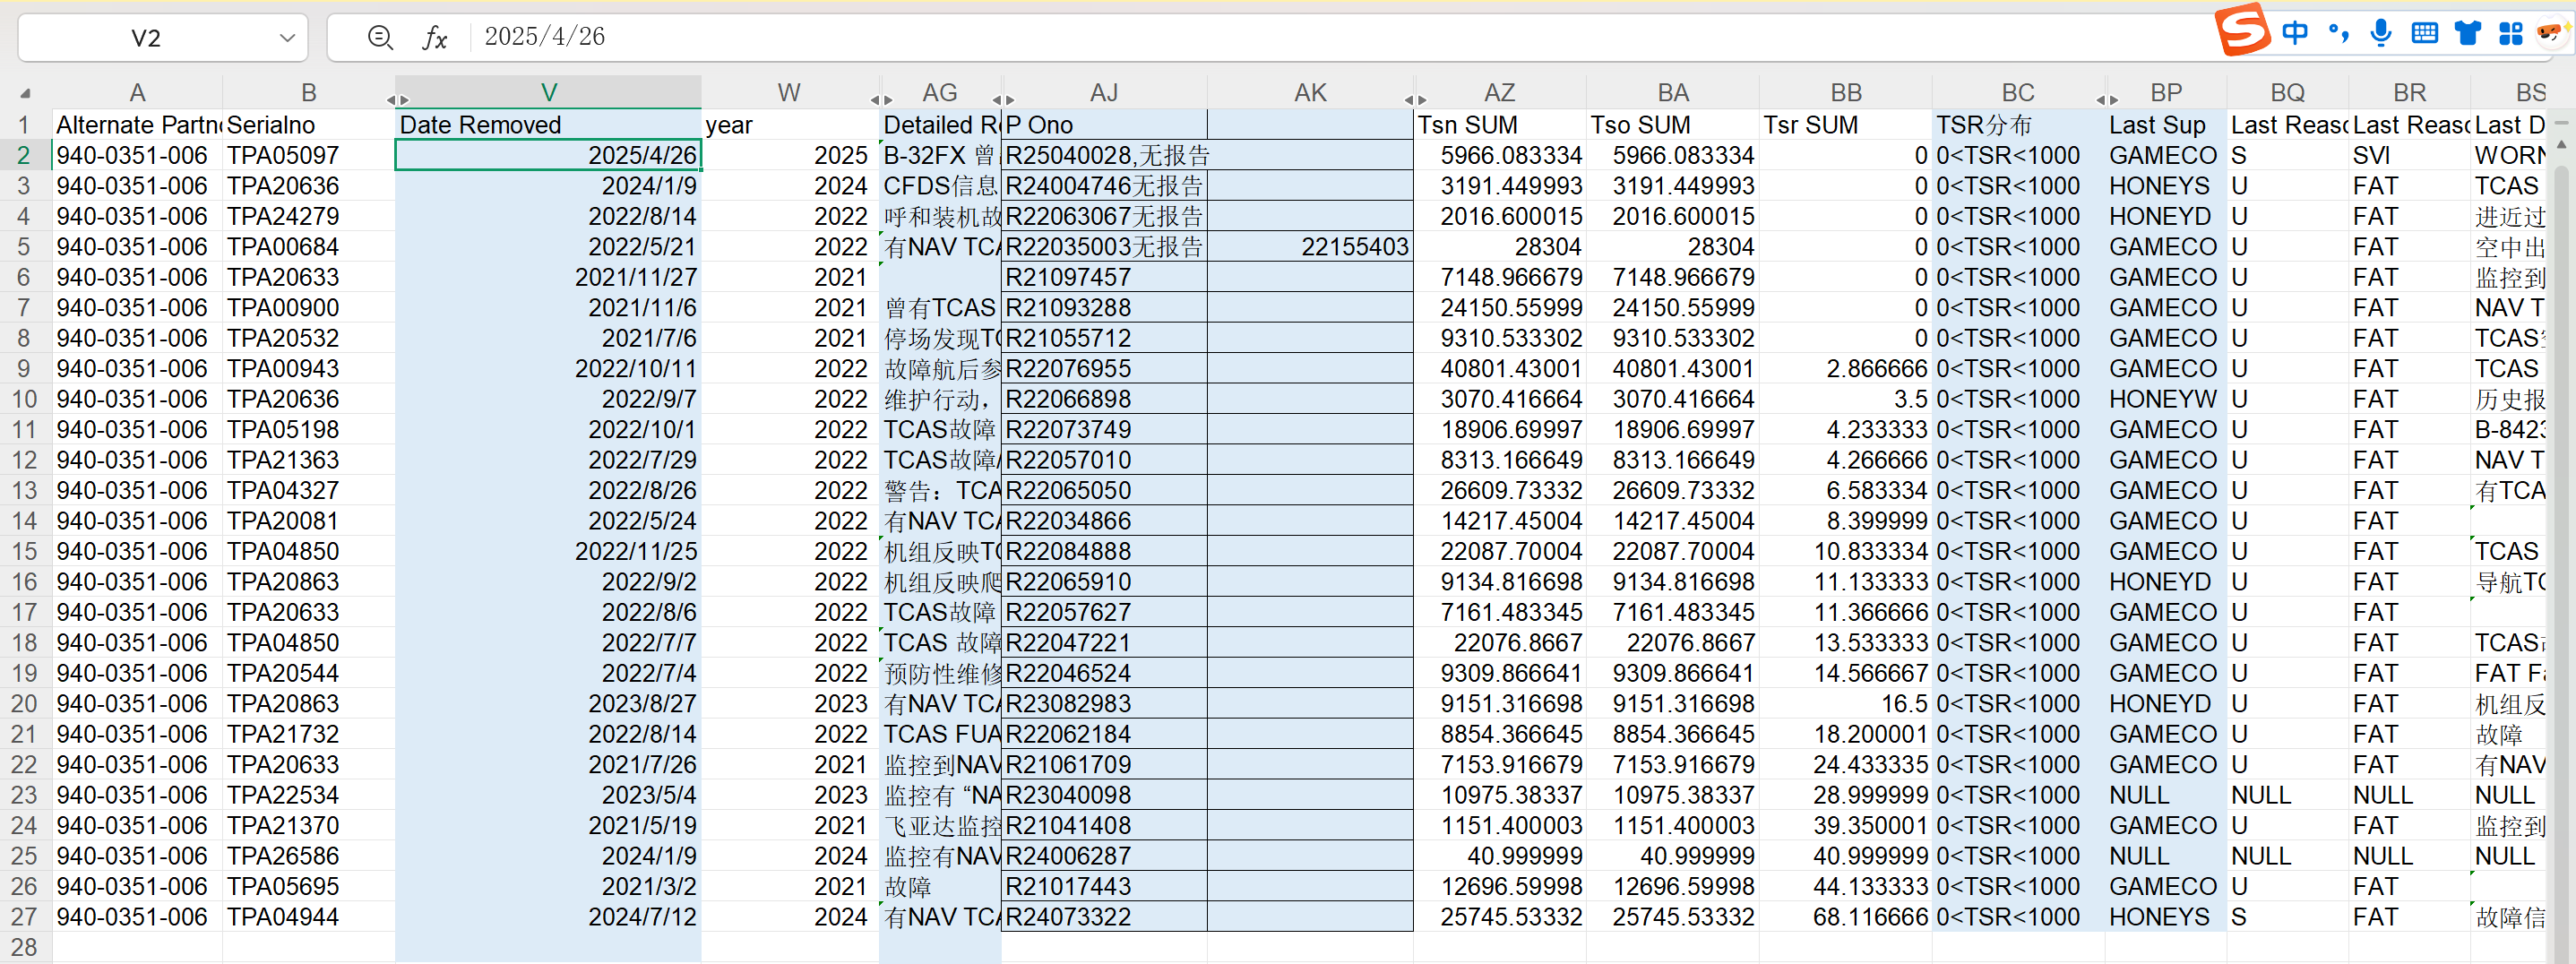 V2 fx 2025/4/26 中
A B V W AG AJ AK AZ BA BB BC BP BQ BR BS
1 Alternate Partn Serialno Date Removed year Detailed Re P Ono Tsn SUM Tso SUM Tsr SUM TSR分布 Last Sup Last Reaso Last Reaso Last D
2 940-0351-006 TPA05097 2025/4/26 2025 B-32FX 曾 R25040028,无报告 5966.083334 5966.083334 0 0<TSR<1000 GAMECO S SVI WORN
3 940-0351-006 TPA20636 2024/1/9 2024 CFDS信息 R24004746无报告 3191.449993 3191.449993 0 0<TSR<1000 HONEYS U FAT TCAS
4 940-0351-006 TPA24279 2022/8/14 2022 呼和装机故 R22063067无报告 2016.600015 2016.600015 0 0<TSR<1000 HONEYD U FAT 进近过
5 940-0351-006 TPA00684 2022/5/21 2022 有NAV TCA R22035003无报告 22155403 28304 28304 0 0<TSR<1000 GAMECO U FAT 空中出
6 940-0351-006 TPA20633 2021/11/27 2021 R21097457 7148.966679 7148.966679 0 0<TSR<1000 GAMECO U FAT 监控到
7 940-0351-006 TPA00900 2021/11/6 2021 曾有TCAS R21093288 24150.55999 24150.55999 0 0<TSR<1000 GAMECO U FAT NAV T
8 940-0351-006 TPA20532 2021/7/6 2021 停场发现TC R21055712 9310.533302 9310.533302 0 0<TSR<1000 GAMECO U FAT TCAS
9 940-0351-006 TPA00943 2022/10/11 2022 故障航后参 R22076955 40801.43001 40801.43001 2.866666 0<TSR<1000 GAMECO U FAT TCAS
10 940-0351-006 TPA20636 2022/9/7 2022 维护行动， R22066898 3070.416664 3070.416664 3.5 0<TSR<1000 HONEYW U FAT 历史报
11 940-0351-006 TPA05198 2022/10/1 2022 TCAS故障 R22073749 18906.69997 18906.69997 4.233333 0<TSR<1000 GAMECO U FAT B-8423
12 940-0351-006 TPA21363 2022/7/29 2022 TCAS故障/ R22057010 8313.166649 8313.166649 4.266666 0<TSR<1000 GAMECO U FAT NAV T
13 940-0351-006 TPA04327 2022/8/26 2022 警告：TCA R22065050 26609.73332 26609.73332 6.583334 0<TSR<1000 GAMECO U FAT 有TCA
14 940-0351-006 TPA20081 2022/5/24 2022 有NAV TCA R22034866 14217.45004 14217.45004 8.399999 0<TSR<1000 GAMECO U FAT
15 940-0351-006 TPA04850 2022/11/25 2022 机组反映TC R22084888 22087.70004 22087.70004 10.833334 0<TSR<1000 GAMECO U FAT TCAS
16 940-0351-006 TPA20863 2022/9/2 2022 机组反映爬 R22065910 9134.816698 9134.816698 11.133333 0<TSR<1000 HONEYD U FAT 导航TC
17 940-0351-006 TPA20633 2022/8/6 2022 TCAS故障 R22057627 7161.483345 7161.483345 11.366666 0<TSR<1000 GAMECO U FAT
18 940-0351-006 TPA04850 2022/7/7 2022 TCAS 故障 R22047221 22076.8667 22076.8667 13.533333 0<TSR<1000 GAMECO U FAT TCAS
19 940-0351-006 TPA20544 2022/7/4 2022 预防性维修 R22046524 9309.866641 9309.866641 14.566667 0<TSR<1000 GAMECO U FAT FAT Fa
20 940-0351-006 TPA20863 2023/8/27 2023 有NAV TCA R23082983 9151.316698 9151.316698 16.5 0<TSR<1000 HONEYD U FAT 机组反
21 940-0351-006 TPA21732 2022/8/14 2022 TCAS FUA R22062184 8854.366645 8854.366645 18.200001 0<TSR<1000 GAMECO U FAT 故障
22 940-0351-006 TPA20633 2021/7/26 2021 监控到NAV R21061709 7153.916679 7153.916679 24.433335 0<TSR<1000 GAMECO U FAT 有NAV
23 940-0351-006 TPA22534 2023/5/4 2023 监控有 “NA R23040098 10975.38337 10975.38337 28.999999 0<TSR<1000 NULL NULL NULL NULL
24 940-0351-006 TPA21370 2021/5/19 2021 飞亚达监控 R21041408 1151.400003 1151.400003 39.350001 0<TSR<1000 GAMECO U FAT 监控到
25 940-0351-006 TPA26586 2024/1/9 2024 监控有NAV R24006287 40.999999 40.999999 40.999999 0<TSR<1000 NULL NULL NULL NULL
26 940-0351-006 TPA05695 2021/3/2 2021 故障 R21017443 12696.59998 12696.59998 44.133333 0<TSR<1000 GAMECO U FAT
27 940-0351-006 TPA04944 2024/7/12 2024 有NAV TCA R24073322 25745.53332 25745.53332 68.116666 0<TSR<1000 HONEYS S FAT 故障信
28